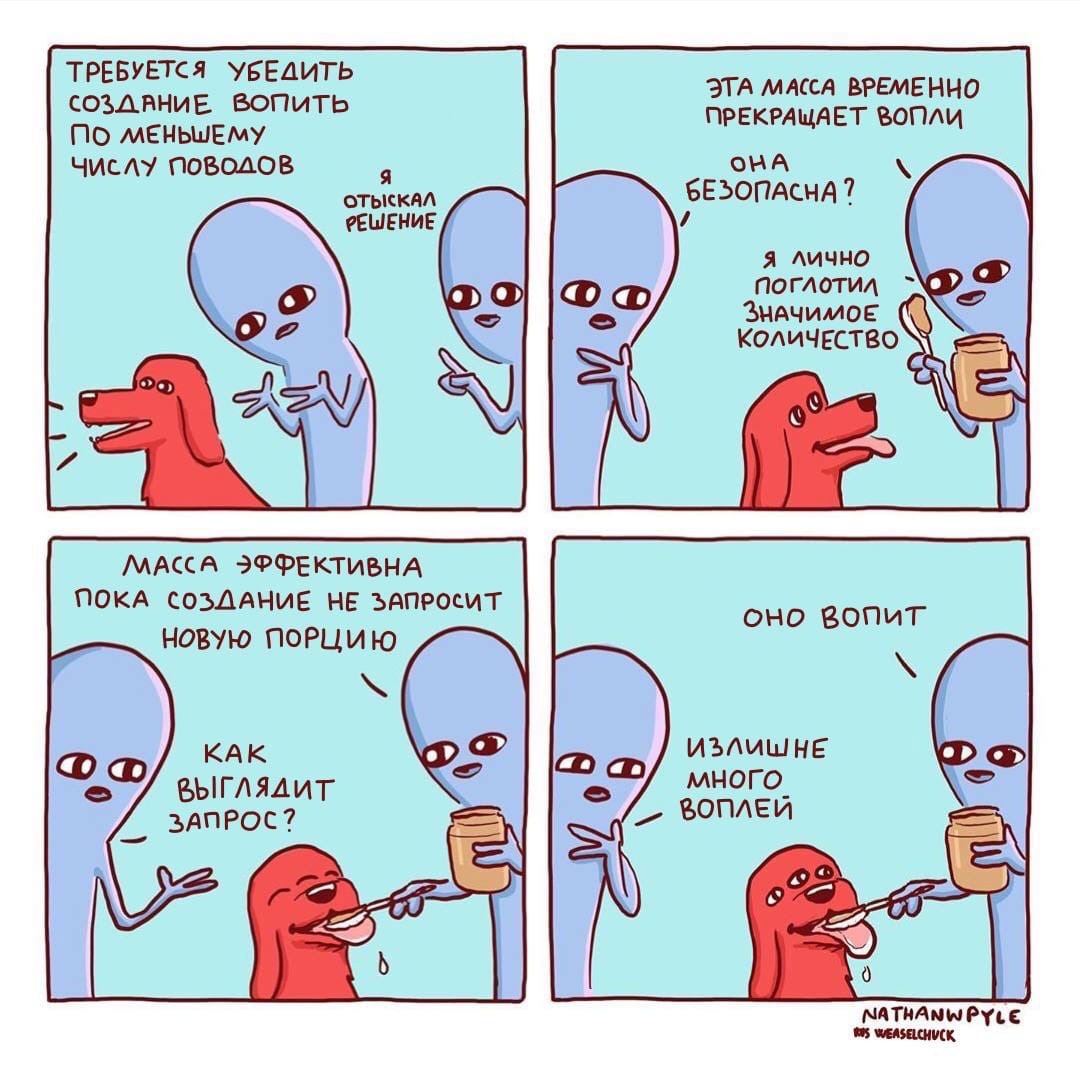 ТРЕБУЕТСЯ УБЕДИТЬ
СОЗДАНИЕ ВОПИТЬ
ПО МЕНЬШЕМУ
ЧИСЛУ ПОВОДОВ
Я
ОТЫСКАЛ
РЕШЕНИЕ
ЭТА МАССА ВРЕМЕННО
ПРЕКРАЩАЕТ ВОПЛИ
ОНА
БЕЗОПАСНА?
Я ЛИЧНО
ПОГЛОТИЛ
ЗНАЧИМОЕ
КОЛИЧЕСТВО
МАССА ЭФФЕКТИВНА
ПОКА СОЗДАНИЕ НЕ ЗАПРОСИТ
НОВУЮ ПОРЦИЮ
КАК
ВЫГЛЯДИТ
ЗАПРОС?
ОНО ВОПИТ
ИЗЛИШНЕ
МНОГО
ВОПЛЕЙ
NATHANWPYLE
RUS WEASELCHUCK